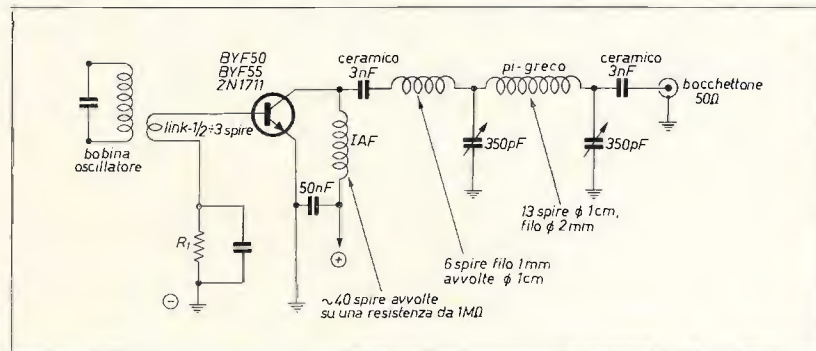 BYF50
BYF55
2N1711
ceramico
3nF
pi-greco
ceramico
3nF
bocchettone
50Ω
link-1/2÷3 spire
bobina
oscillatore
IAF
350pF
350pF
50nF
R1
13 spire ϕ 1cm,
filo ϕ 2mm
+
−
6 spire filo 1mm
avvolte ϕ 1cm
~40 spire avvolte
su una resistenza da 1MΩ